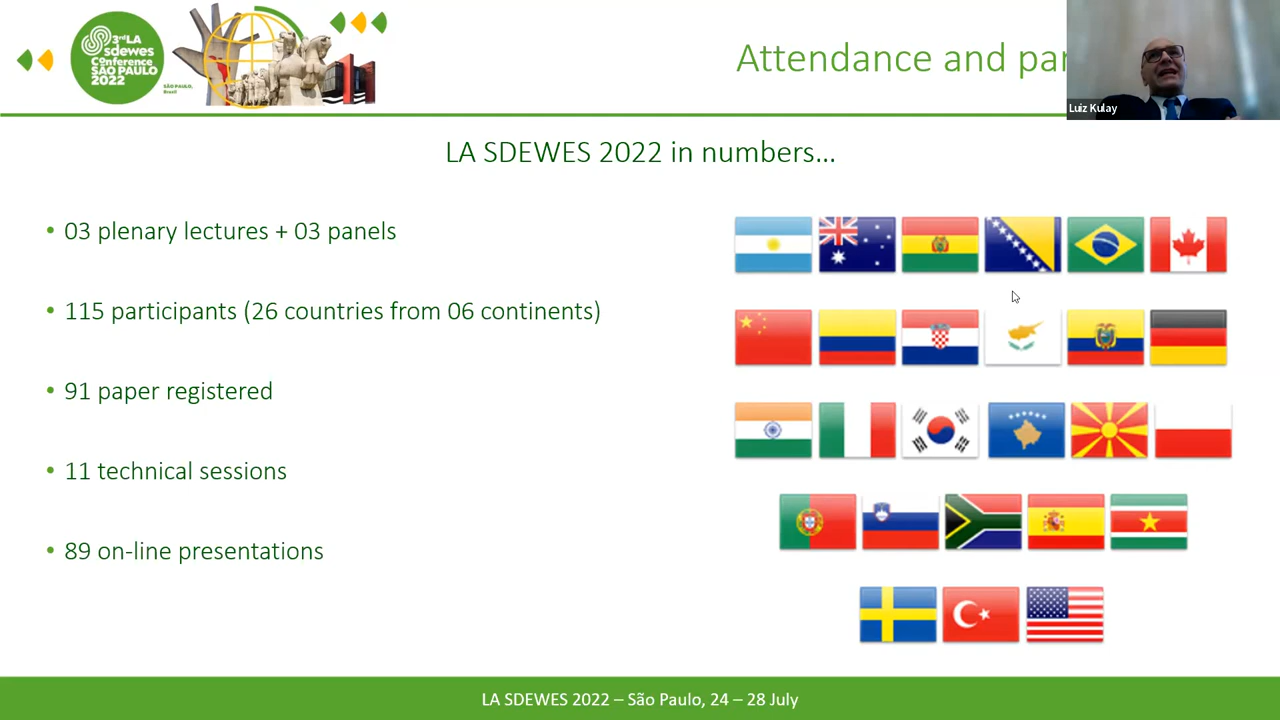 3rd LA
sdewes
Conference
SÃO PAULO
2022
SÃO PAULO,
Brasil
Attendance and par
Luiz Kulay
LA SDEWES 2022 in numbers...
• 03 plenary lectures + 03 panels
• 115 participants (26 countries from 06 continents)
• 91 paper registered
• 11 technical sessions
• 89 on-line presentations
LA SDEWES 2022 – São Paulo, 24 – 28 July